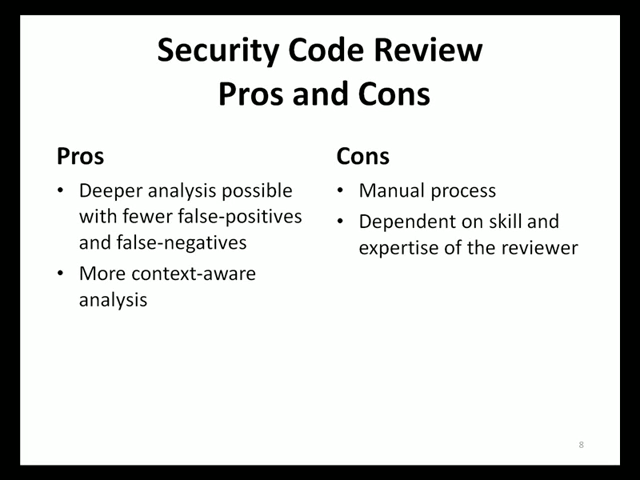 Security Code Review
Pros and Cons
Pros
• Deeper analysis possible
with fewer false-positives
and false-negatives
• More context-aware
analysis
Cons
• Manual process
• Dependent on skill and
expertise of the reviewer
8